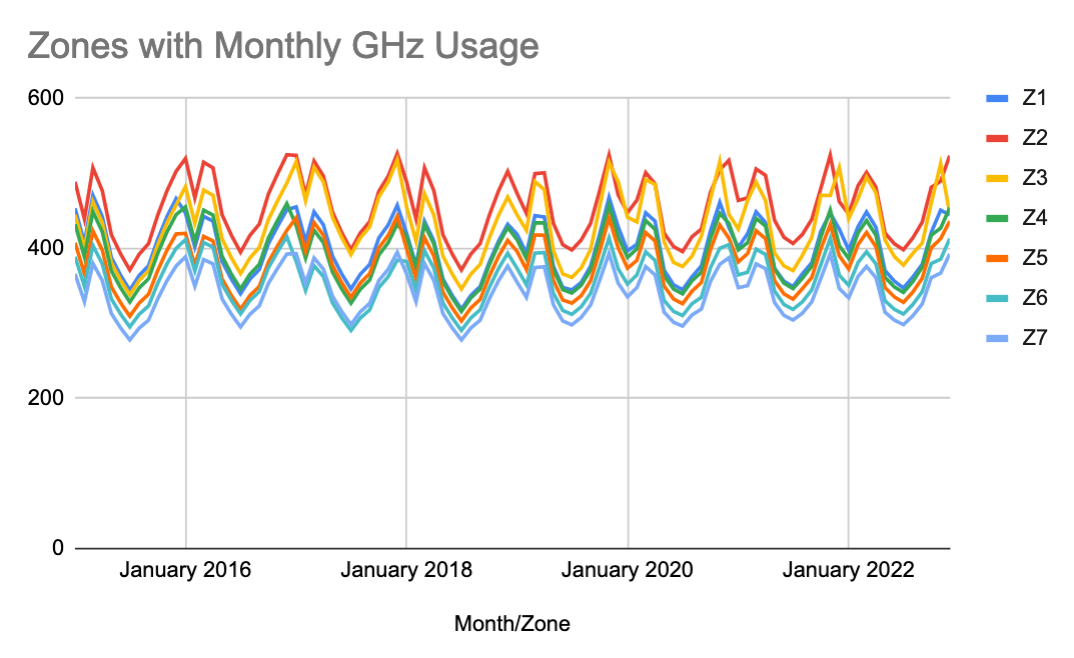 Zones with Monthly GHz Usage
600
400
200
0
January 2016
January 2018
January 2020
January 2022
Month/Zone
Z1
Z2
Z3
Z4
Z5
Z6
Z7